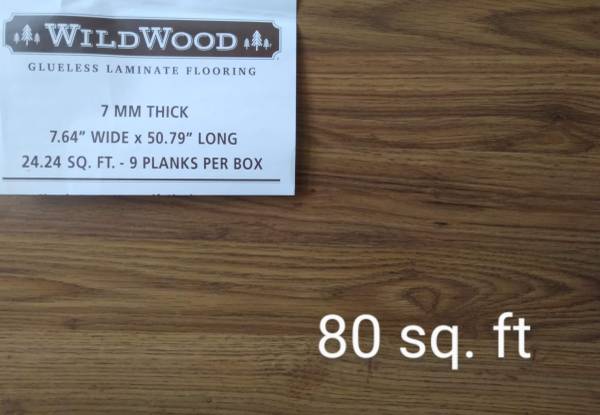 WILDWOOD
GLUELESS LAMINATE FLOORING
7 MM THICK
7.64” WIDE x 50.79” LONG
24.24 SQ. FT. - 9 PLANKS PER BOX
80 sq. ft